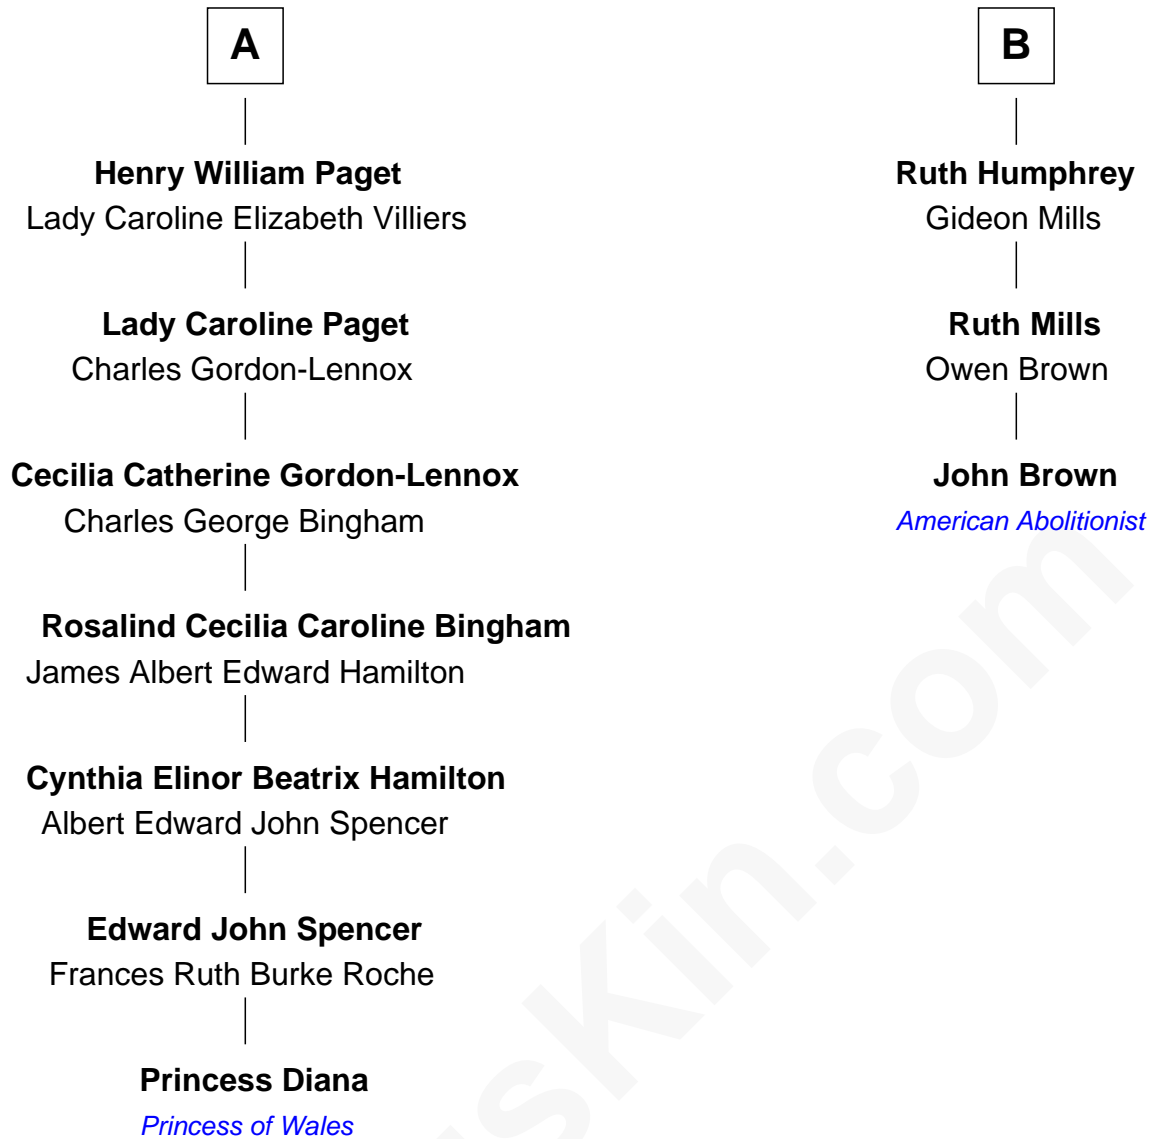 A
Henry William Paget
Lady Caroline Elizabeth Villiers
Lady Caroline Paget
Charles Gordon-Lennox
Cecilia Catherine Gordon-Lennox
Charles George Bingham
Rosalind Cecilia Caroline Bingham
James Albert Edward Hamilton
Cynthia Elinor Beatrix Hamilton
Albert Edward John Spencer
Edward John Spencer
Frances Ruth Burke Roche
Princess Diana
Princess of Wales
B
Ruth Humphrey
Gideon Mills
Ruth Mills
Owen Brown
John Brown
American Abolitionist